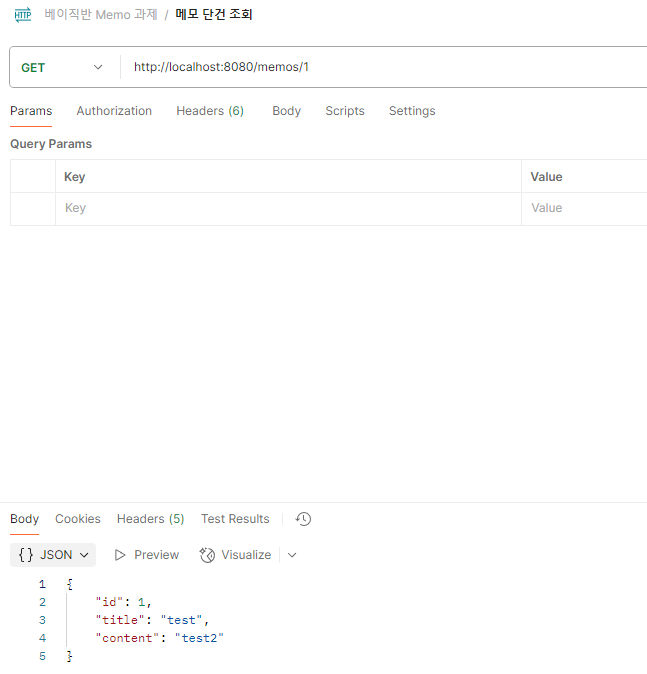 HTTP 베이직반 Memo 과제 / 메모 단건 조회
GET http://localhost:8080/memos/1
Params Authorization Headers (6) Body Scripts Settings
Query Params
Key Value
Key Value
Body Cookies Headers (5) Test Results
{} JSON Preview Visualize
1 {
2 "id": 1,
3 "title": "test",
4 "content": "test2"
5 }